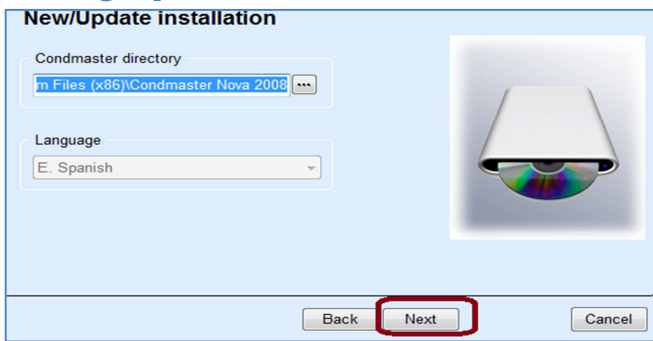 New/Update installation
Condmaster directory
m Files (x86)\Condmaster Nova 2008
...
Language
E. Spanish
Back
Next
Cancel